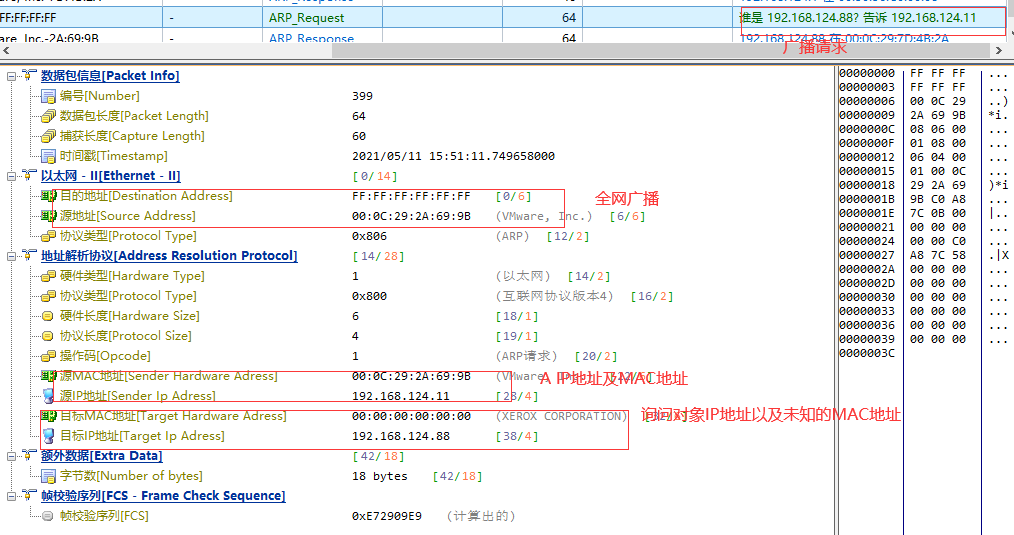 FF:FF:FF:FF - ARP_Request 64 谁是 192.168.124.88? 告诉 192.168.124.11
are, Inc.-2A:69:9B - ARP_Response 64 192.168.124.88 在 00:0C:29:7D:4B:2A
广播请求
数据包信息[Packet Info]
编号[Number] 399
数据包长度[Packet Length] 64
捕获长度[Capture Length] 60
时间戳[Timestamp] 2021/05/11 15:51:11.749658000
以太网 - II[Ethernet - II] [0/14]
目的地址[Destination Address] FF:FF:FF:FF:FF:FF [0/6] 全网广播
源地址[Source Address] 00:0C:29:2A:69:9B (VMware, Inc.) [6/6]
协议类型[Protocol Type] 0x806 (ARP) [12/2]
地址解析协议[Address Resolution Protocol] [14/28]
硬件类型[Hardware Type] 1 (以太网) [14/2]
协议类型[Protocol Type] 0x800 (互联网协议版本4) [16/2]
硬件长度[Hardware Size] 6 [18/1]
协议长度[Protocol Size] 4 [19/1]
操作码[Opcode] 1 (ARP请求) [20/2]
源MAC地址[Sender Hardware Adress] 00:0C:29:2A:69:9B (VMware, A IP地址及MAC地址
源IP地址[Sender Ip Adress] 192.168.124.11 [28/4]
目标MAC地址[Target Hardware Adress] 00:00:00:00:00:00 (XEROX CORPORATION) 询问对象IP地址以及未知的MAC地址
目标IP地址[Target Ip Adress] 192.168.124.88 [38/4]
额外数据[Extra Data] [42/18]
字节数[Number of bytes] 18 bytes [42/18]
帧校验序列[FCS - Frame Check Sequence]
帧校验序列[FCS] 0xE72909E9 (计算出的)
00000000 FF FF FF ...
00000003 FF FF FF ...
00000006 00 0C 29 ..)
00000009 2A 69 9B *i.
0000000C 08 06 00 ...
0000000F 01 08 00 ...
00000012 06 04 00 ...
00000015 01 00 0C ...
00000018 29 2A 69 )*i
0000001B 9B C0 A8 ...
0000001E 7C 0B 00 |..
00000021 00 00 00 ...
00000024 00 00 C0 ...
00000027 A8 7C 58 .|X
0000002A 00 00 00 ...
0000002D 00 00 00 ...
00000030 00 00 00 ...
00000033 00 00 00 ...
00000036 00 00 00 ...
00000039 00 00 00 ...
0000003C